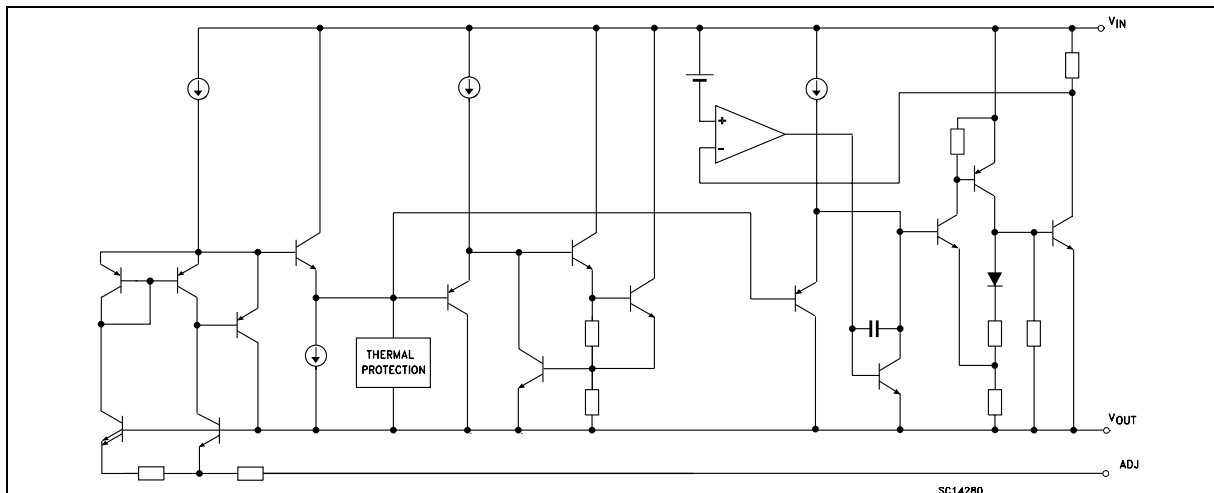 VIN
+
-
THERMAL
PROTECTION
VOUT
ADJ
SC14280